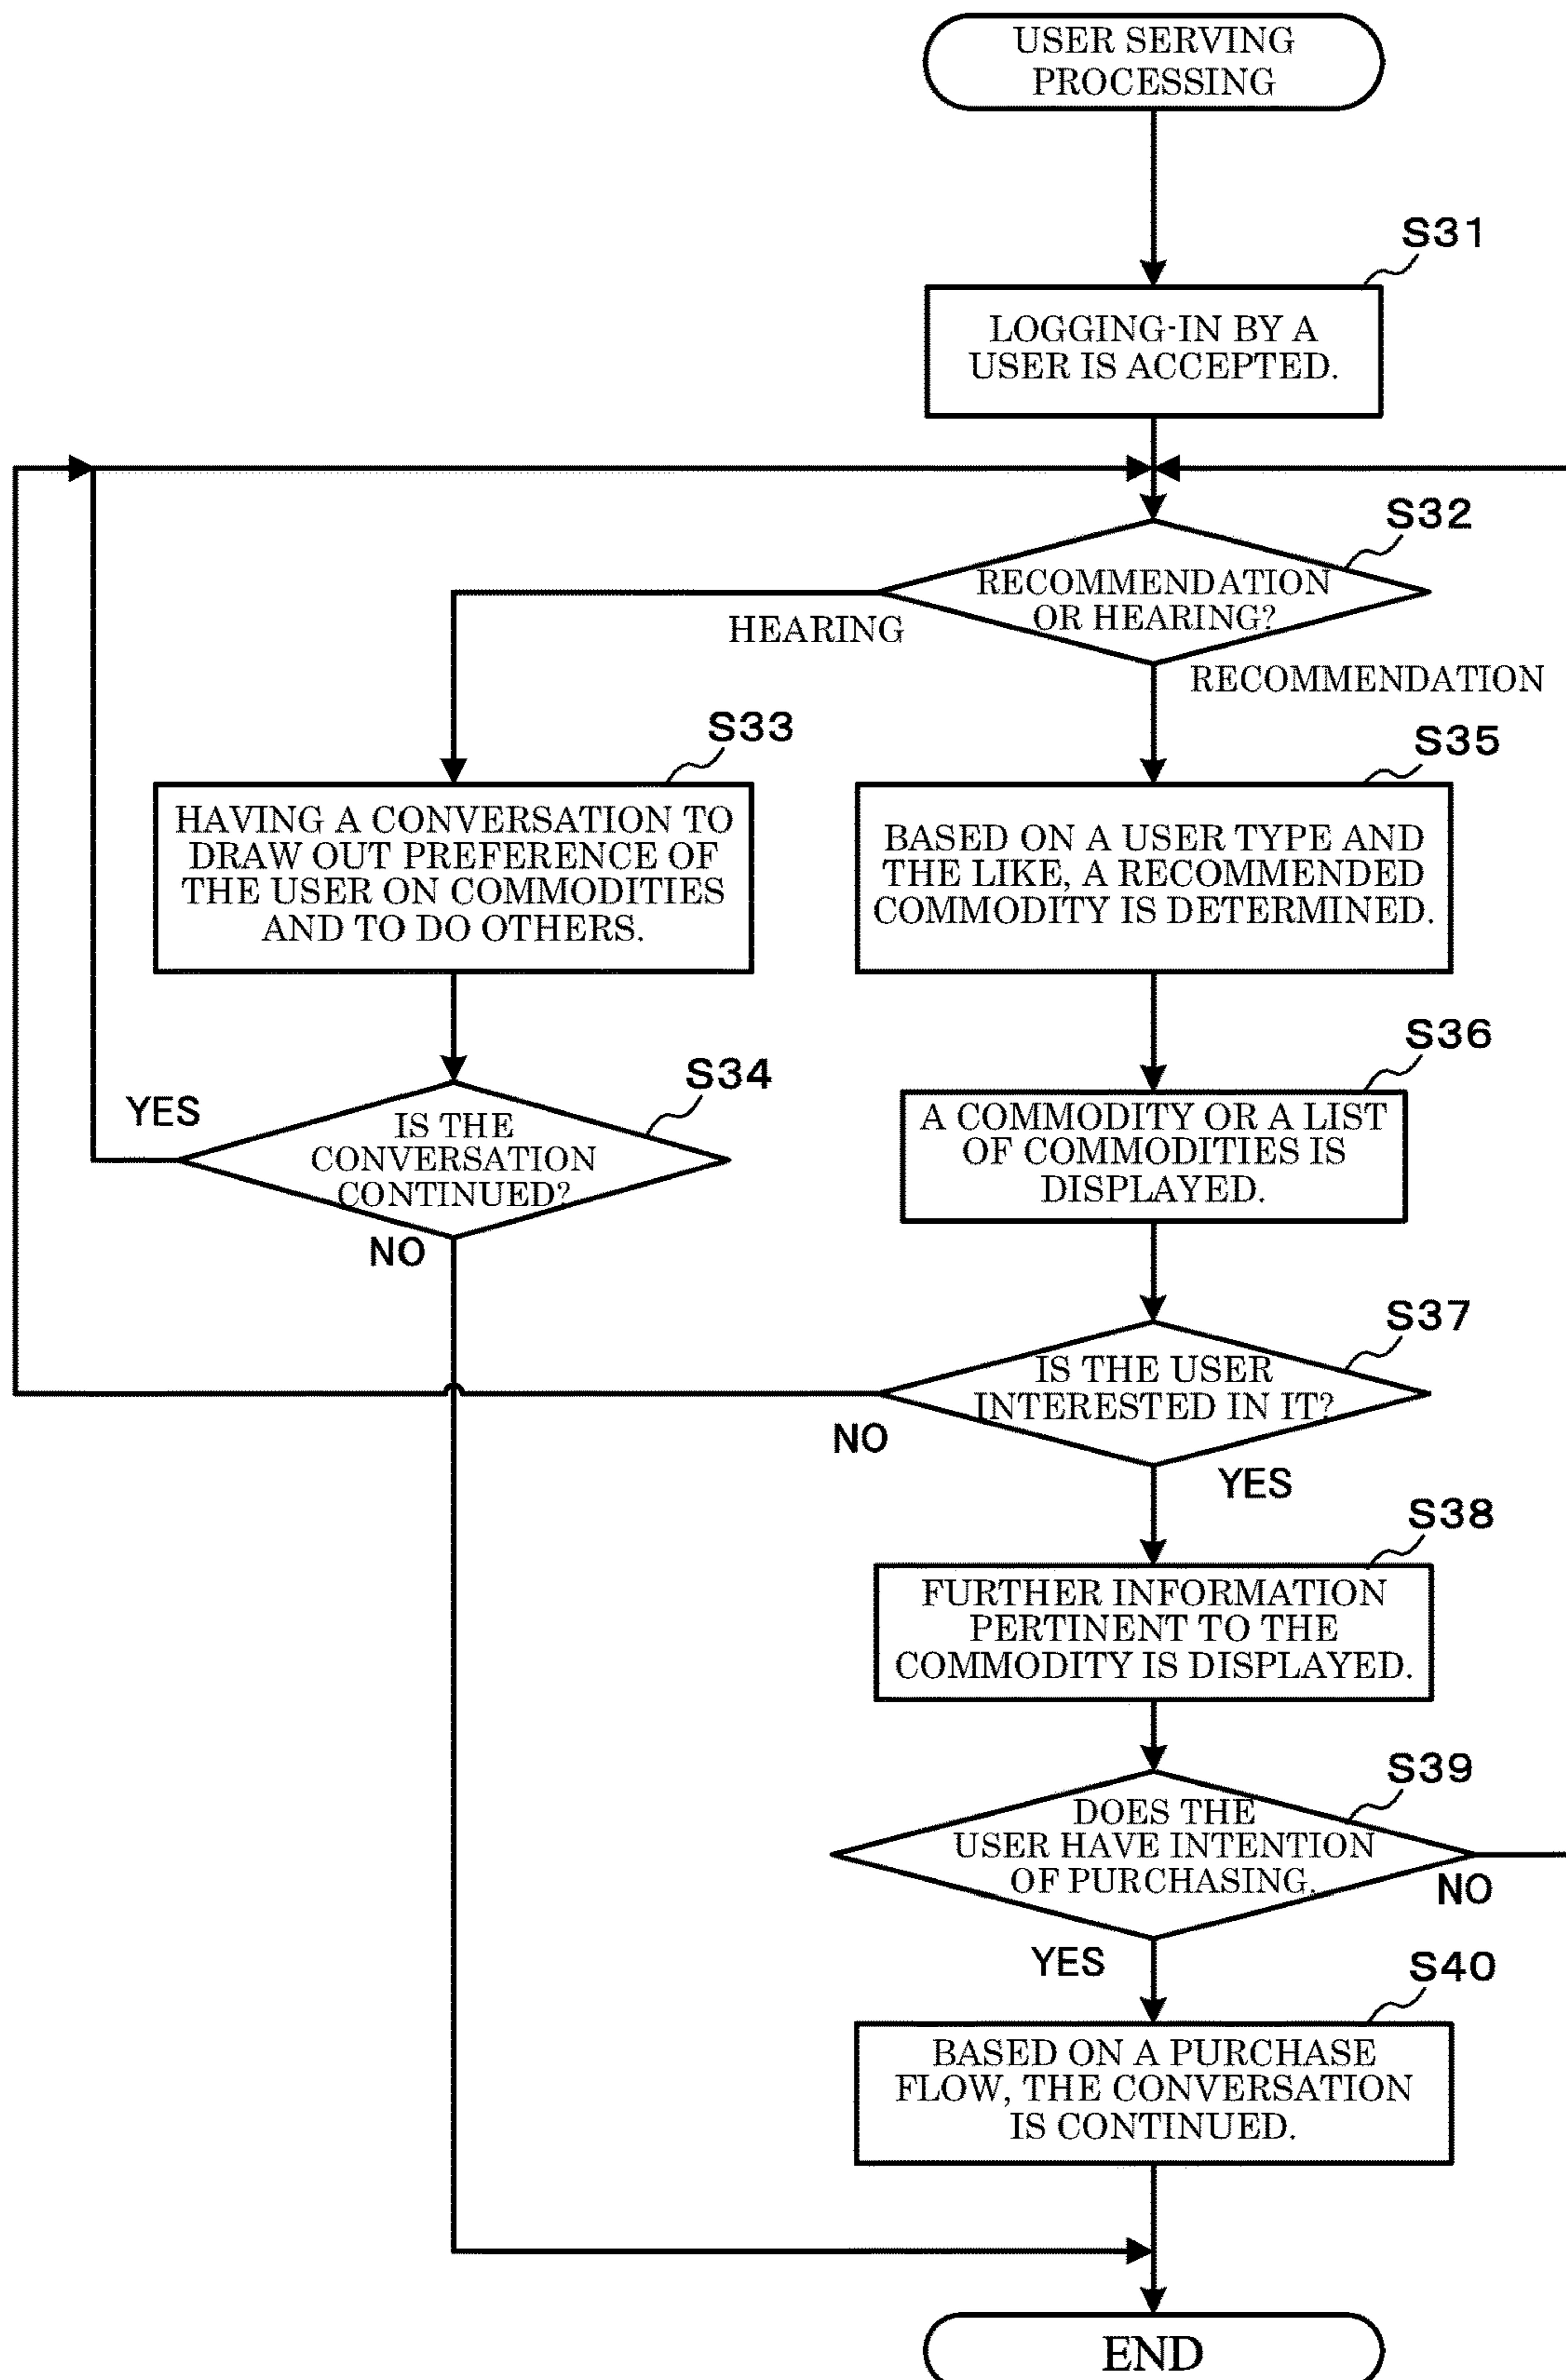 USER SERVING
PROCESSING
S31
LOGGING-IN BY A
USER IS ACCEPTED.
S32
RECOMMENDATION
OR HEARING?
HEARING
RECOMMENDATION
S33
HAVING A CONVERSATION TO
DRAW OUT PREFERENCE OF
THE USER ON COMMODITIES
AND TO DO OTHERS.
S35
BASED ON A USER TYPE AND
THE LIKE, A RECOMMENDED
COMMODITY IS DETERMINED.
S34
YES
IS THE
CONVERSATION
CONTINUED?
NO
S36
A COMMODITY OR A LIST
OF COMMODITIES IS
DISPLAYED.
S37
IS THE USER
INTERESTED IN IT?
NO
YES
S38
FURTHER INFORMATION
PERTINENT TO THE
COMMODITY IS DISPLAYED.
S39
DOES THE
USER HAVE INTENTION
OF PURCHASING.
NO
YES
S40
BASED ON A PURCHASE
FLOW, THE CONVERSATION
IS CONTINUED.
END